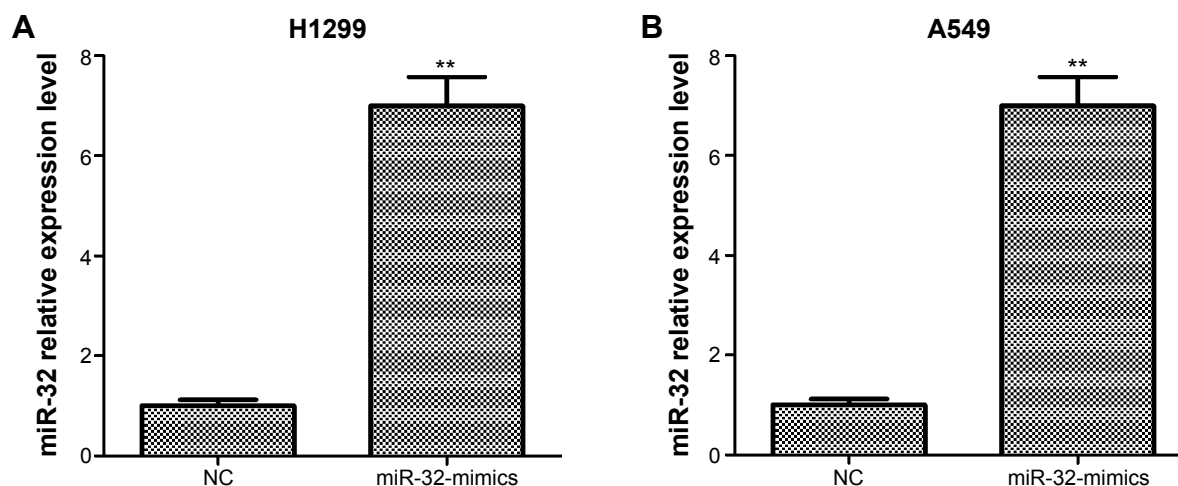 A
H1299
miR-32 relative expression level
8
6
4
2
0
**
NC
miR-32-mimics
B
A549
miR-32 relative expression level
8
6
4
2
0
**
NC
miR-32-mimics